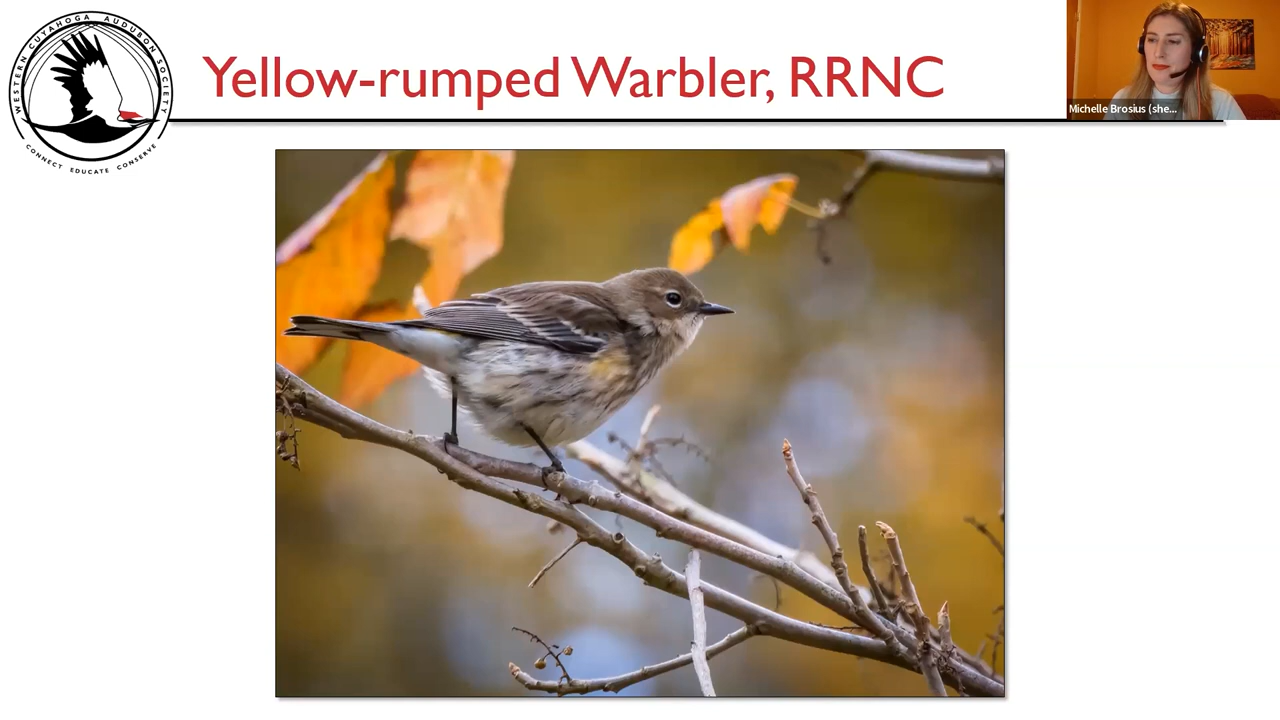 WESTERN CUYAHOGA AUDUBON SOCIETY
CONNECT EDUCATE CONSERVE
Yellow-rumped Warbler, RRNC
Michelle Brosius (she...